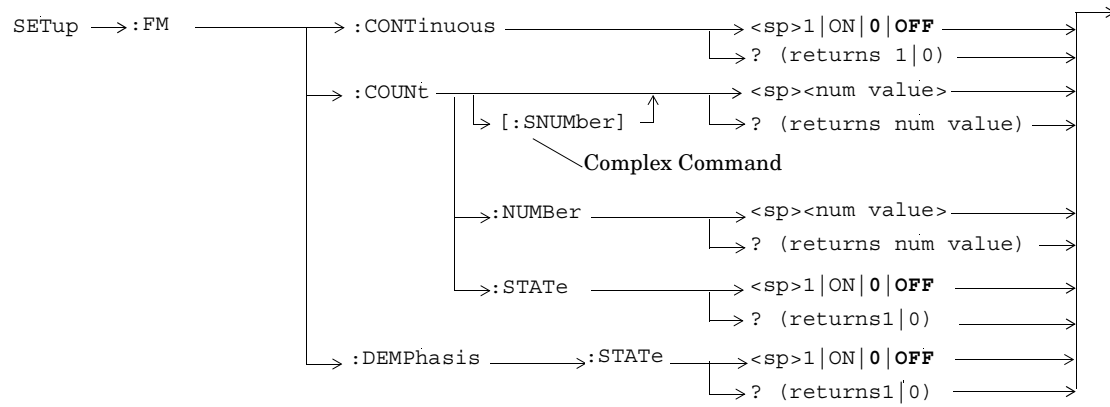 SETup :FM :CONTinuous <sp>1|ON|0|OFF
? (returns 1|0)
:COUNt <sp><num value>
[:SNUMber] ? (returns num value)
Complex Command
:NUMBer <sp><num value>
? (returns num value)
:STATe <sp>1|ON|0|OFF
? (returns1|0)
:DEMPhasis :STATe <sp>1|ON|0|OFF
? (returns1|0)